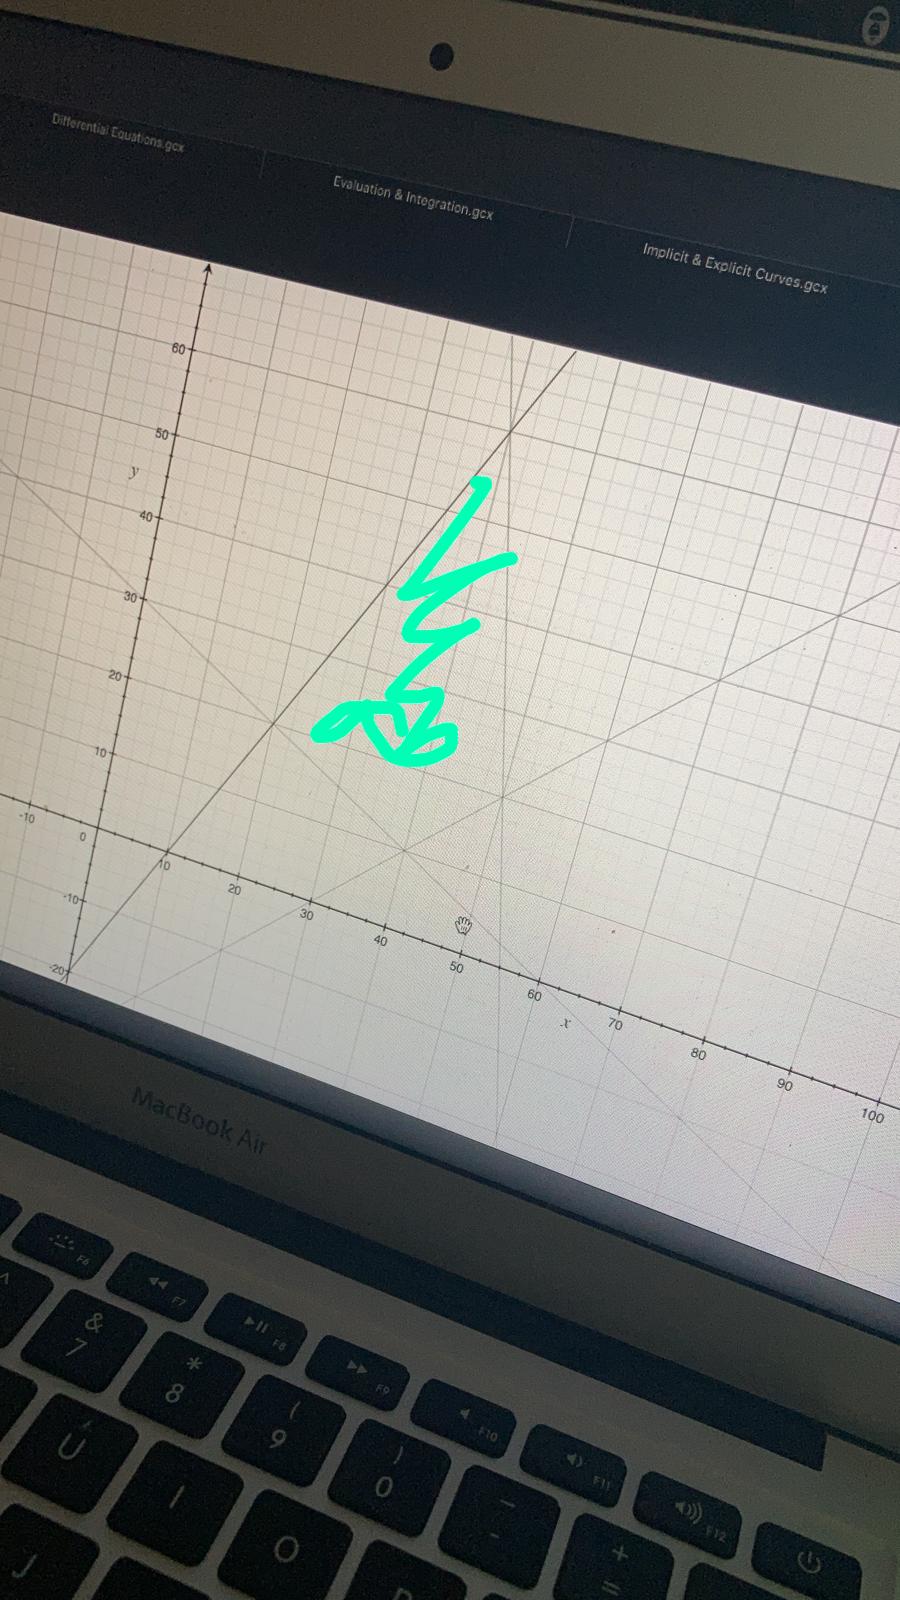 Differential Equations.gcx
Evaluation & Integration.gcx
Implicit & Explicit Curves.gcx
60
50
y
40
30
20
10
-10
0
10
20
30
40
50
60
70
80
90
100
x
-10
-20
MacBook Air
F6
F7
F8
F9
F10
F11
F12
&
7
*
8
(
9
)
0
-
+
=
U
I
O
J